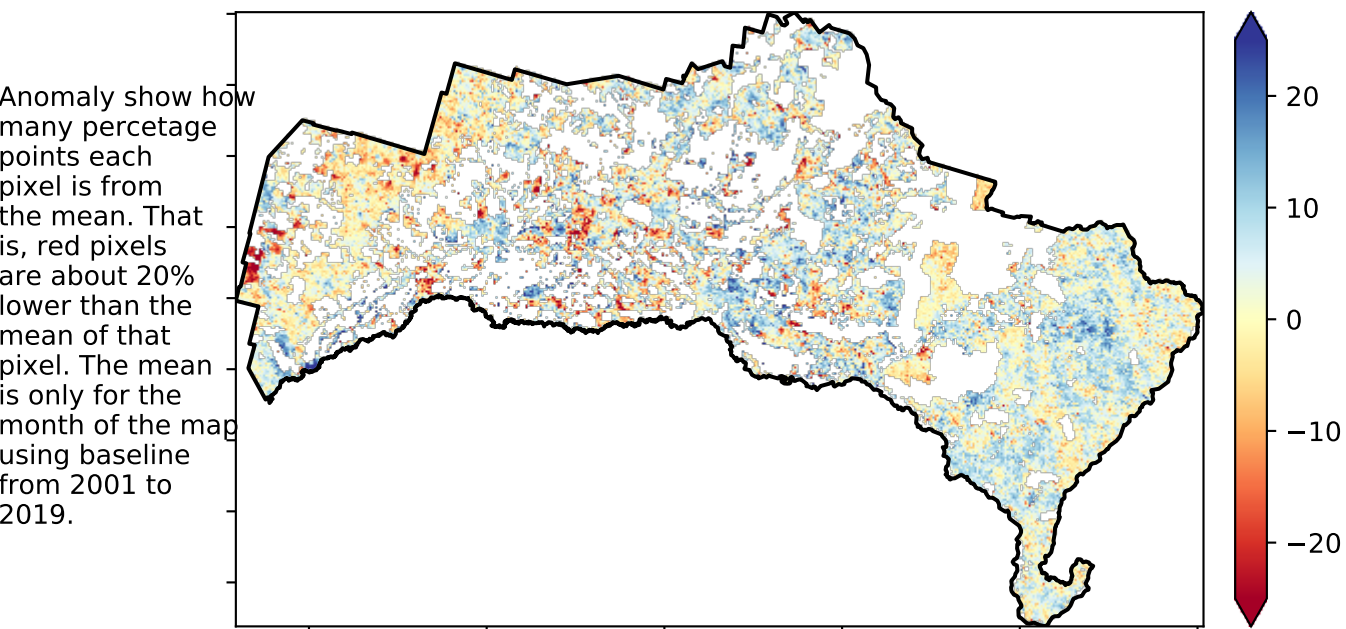 Anomaly show how
many percetage
points each
pixel is from
the mean. That
is, red pixels
are about 20%
lower than the
mean of that
pixel. The mean
is only for the
month of the map
using baseline
from 2001 to
2019.
20
10
0
−10
−20